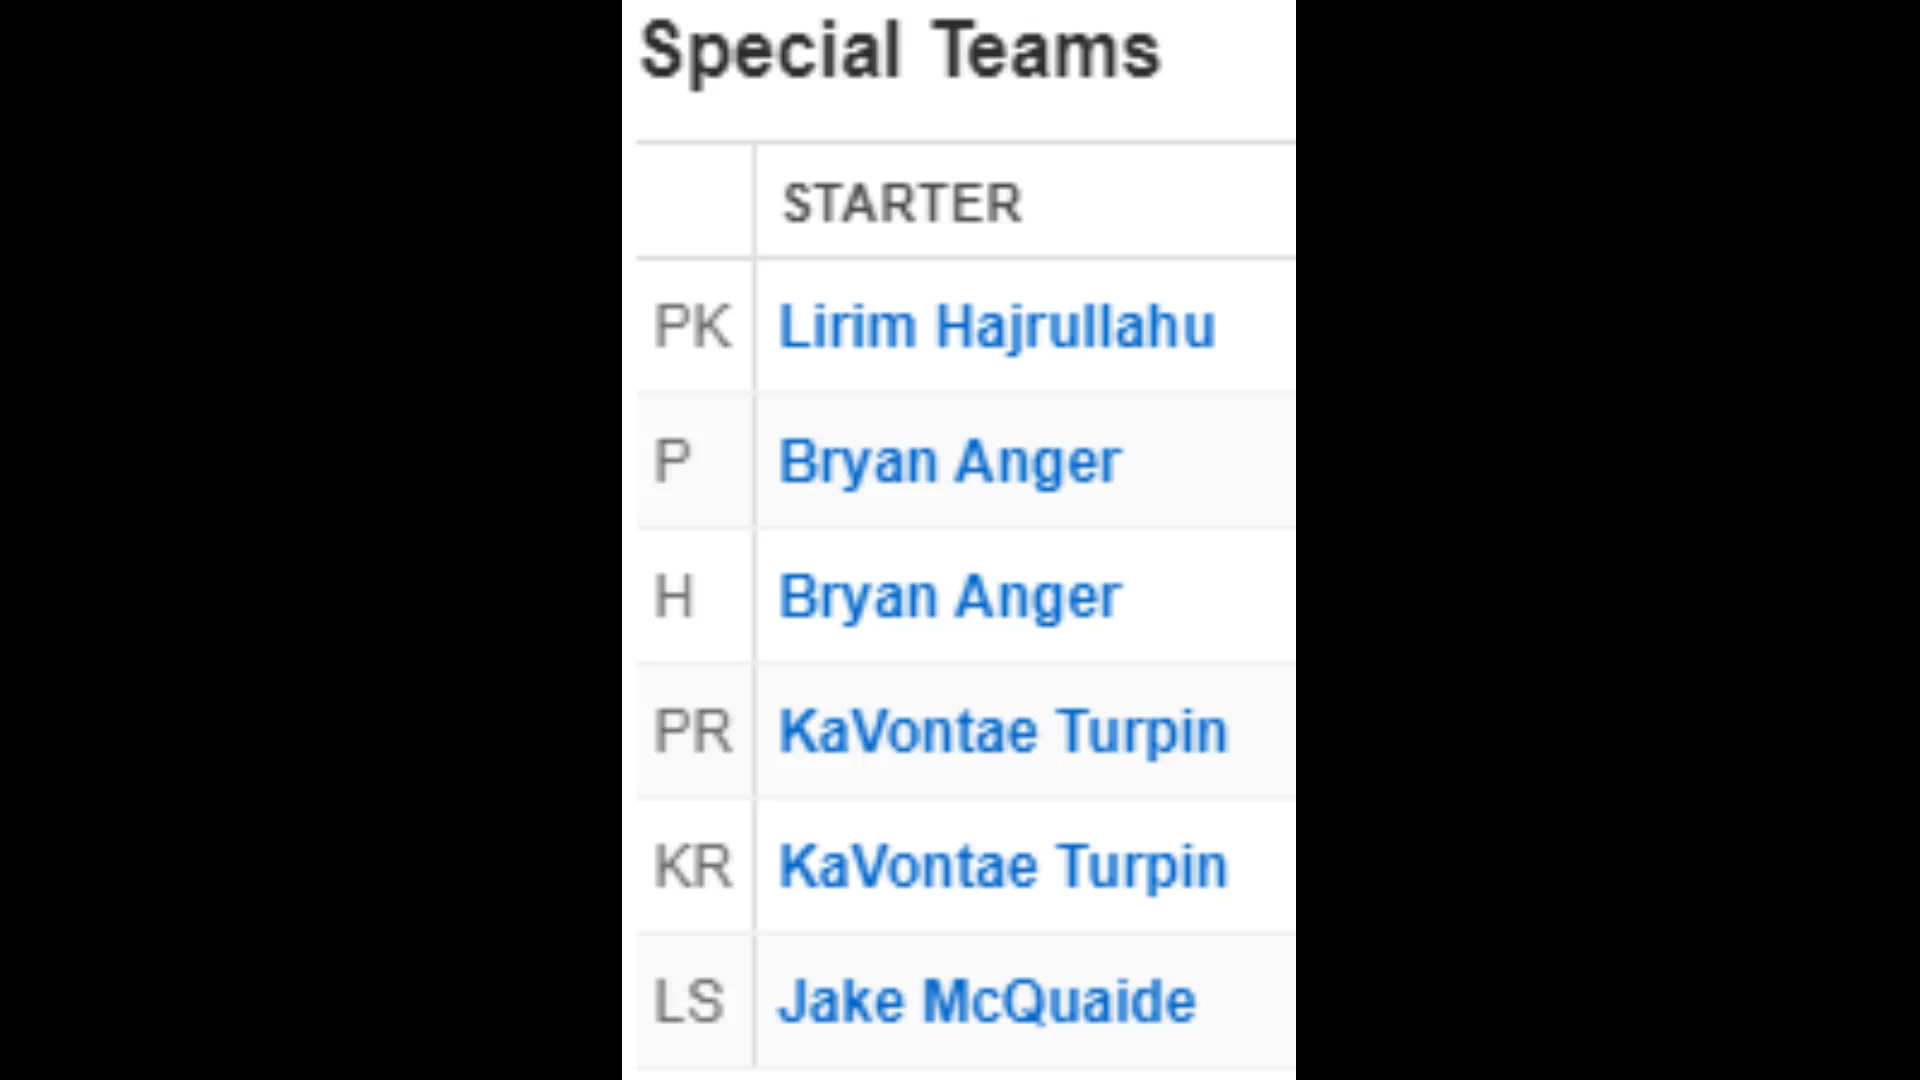 Special Teams
STARTER
PK Lirim Hajrullahu
P Bryan Anger
H Bryan Anger
PR KaVontae Turpin
KR KaVontae Turpin
LS Jake McQuaide